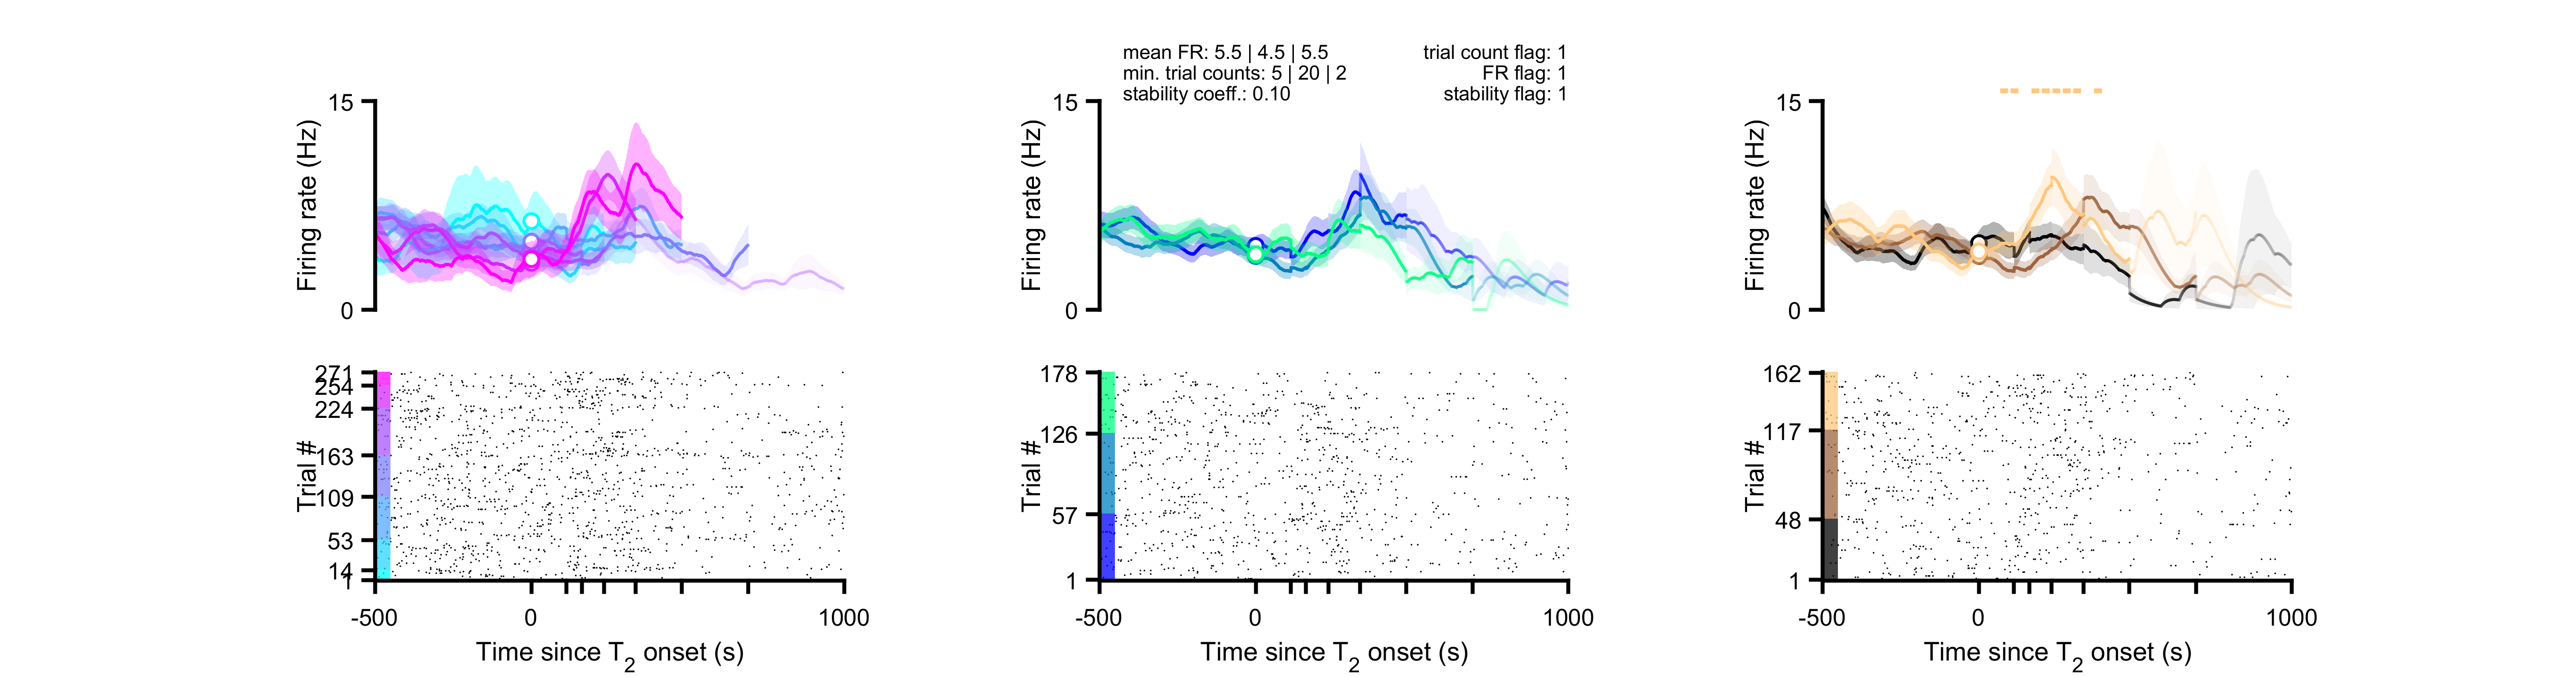 mean FR: 5.5 | 4.5 | 5.5
min. trial counts: 5 | 20 | 2
stability coeff.: 0.10
trial count flag: 1
FR flag: 1
stability flag: 1
15
Firing rate (Hz)
0
15
Firing rate (Hz)
0
15
Firing rate (Hz)
0
271
254
224
163
109
53
14
1
Trial #
-500
0
1000
Time since T2 onset (s)
178
126
57
1
Trial #
-500
0
1000
Time since T2 onset (s)
162
117
48
1
Trial #
-500
0
1000
Time since T2 onset (s)